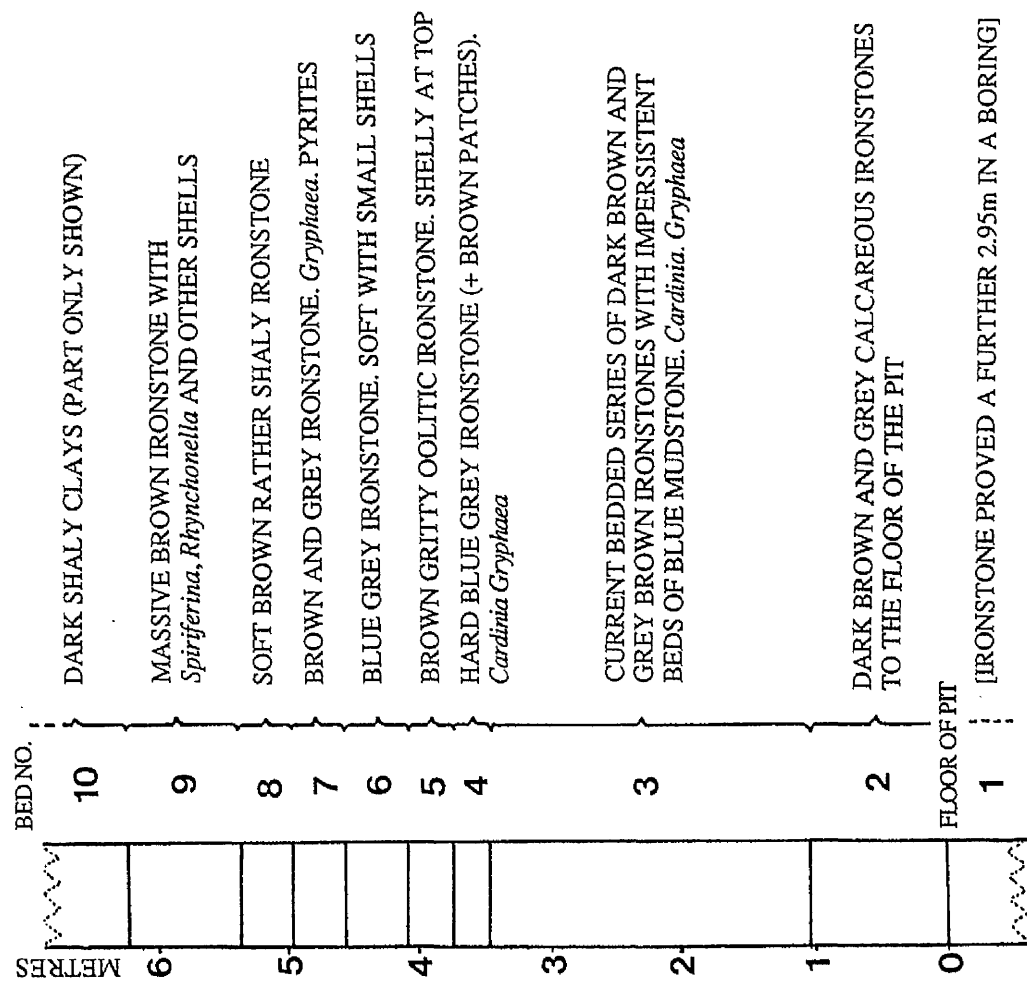 BED NO.
METRES
10
DARK SHALY CLAYS (PART ONLY SHOWN)
6
9
MASSIVE BROWN IRONSTONE WITH
Spiriferina, Rhynchonella AND OTHER SHELLS
8
SOFT BROWN RATHER SHALY IRONSTONE
5
7
BROWN AND GREY IRONSTONE. Gryphaea. PYRITES
6
BLUE GREY IRONSTONE. SOFT WITH SMALL SHELLS
4
5
BROWN GRITTY OOLITIC IRONSTONE. SHELLY AT TOP
4
HARD BLUE GREY IRONSTONE (+ BROWN PATCHES).
Cardinia Gryphaea
3
3
CURRENT BEDDED SERIES OF DARK BROWN AND
GREY BROWN IRONSTONES WITH IMPERSISTENT
BEDS OF BLUE MUDSTONE. Cardinia. Gryphaea
2
1
2
DARK BROWN AND GREY CALCAREOUS IRONSTONES
TO THE FLOOR OF THE PIT
0
FLOOR OF PIT
1
[IRONSTONE PROVED A FURTHER 2.95m IN A BORING]